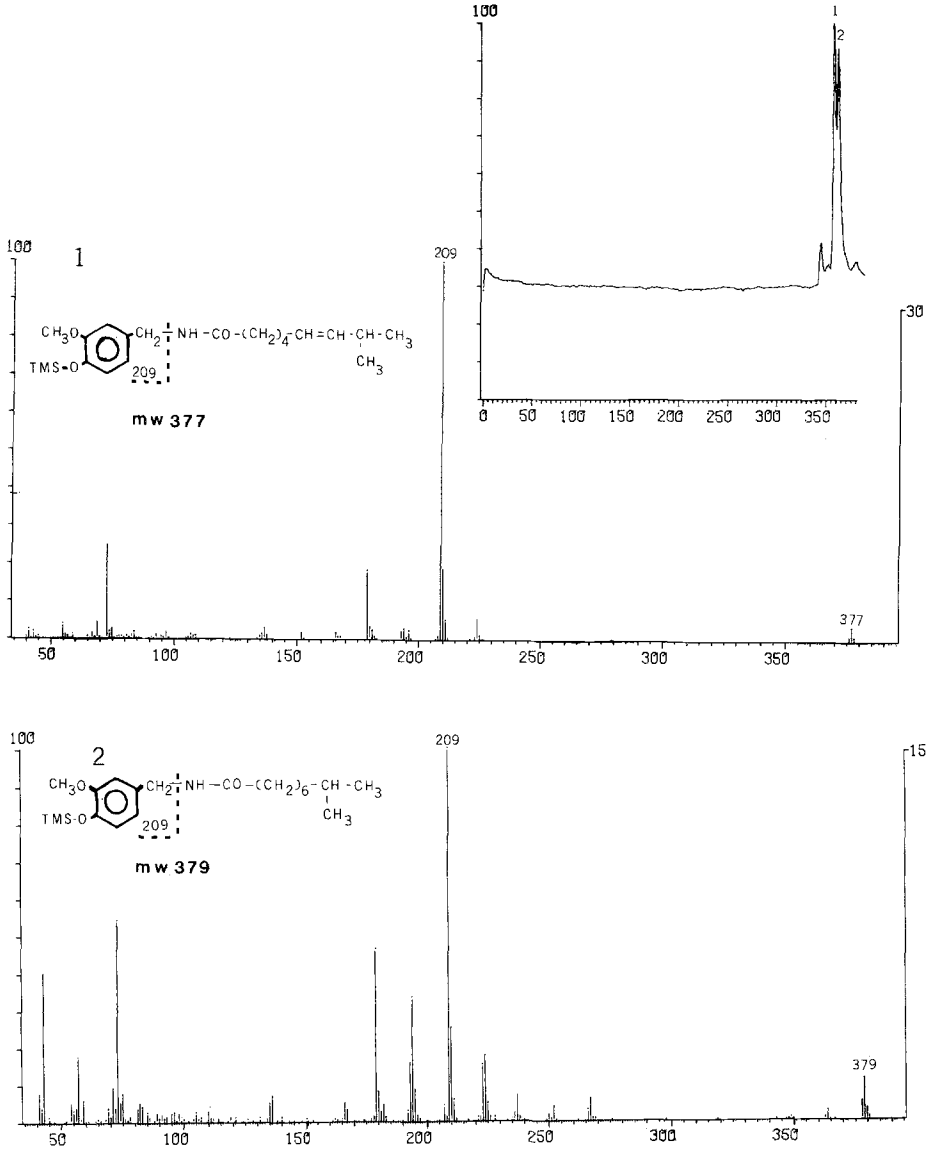 100
1
2
0 50 100 150 200 250 300 350
100
1
209
30
CH3O CH2 NH-CO-(CH2)4-CH=CH-CH-CH3
CH3
TMS-O
209
mw 377
377
50 100 150 200 250 300 350
100
2
209
15
CH3O CH2 NH-CO-(CH2)6-CH-CH3
CH3
TMS-O
209
mw 379
379
50 100 150 200 250 300 350